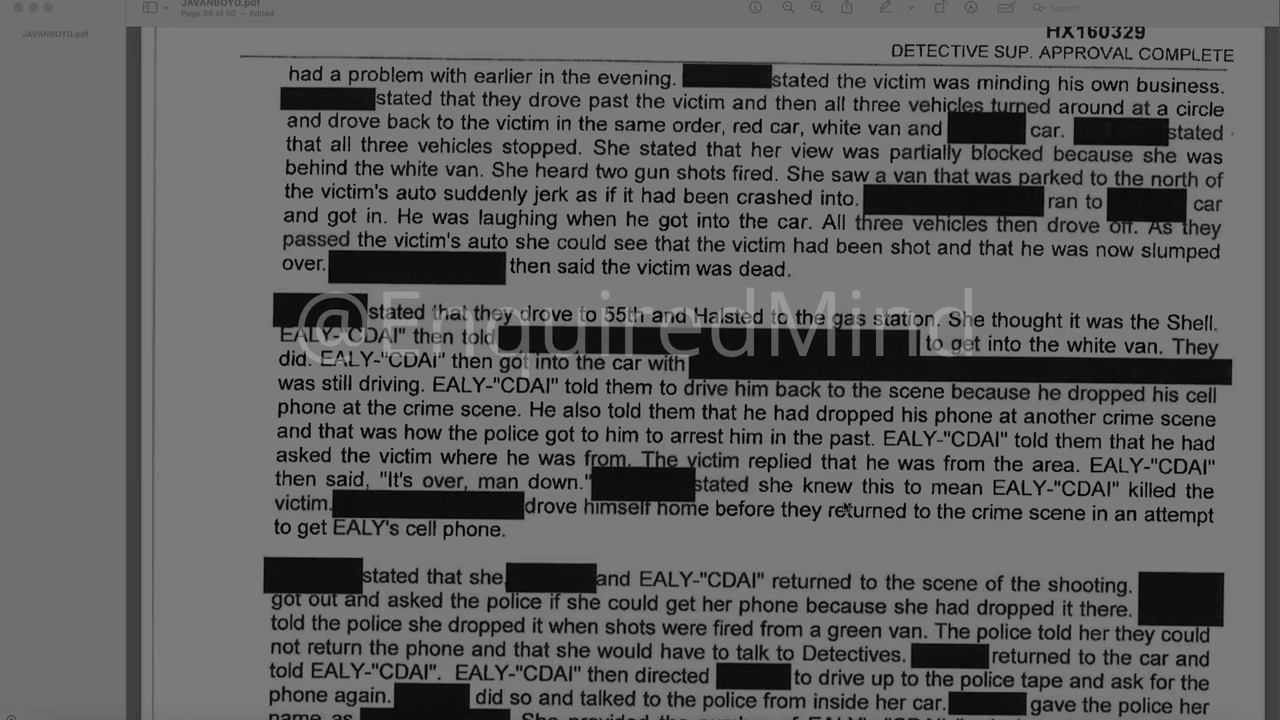 JAVANBOYD.pdf
Page 34 of 50 — Edited
Search
JAVANBOYD.pdf
HX160329
DETECTIVE SUP. APPROVAL COMPLETE
had a problem with earlier in the evening. stated the victim was minding his own business.
stated that they drove past the victim and then all three vehicles turned around at a circle
and drove back to the victim in the same order, red car, white van and car. stated
that all three vehicles stopped. She stated that her view was partially blocked because she was
behind the white van. She heard two gun shots fired. She saw a van that was parked to the north of
the victim's auto suddenly jerk as if it had been crashed into. ran to car
and got in. He was laughing when he got into the car. All three vehicles then drove off. As they
passed the victim's auto she could see that the victim had been shot and that he was now slumped
over. then said the victim was dead.
@EnquiredMind
stated that they drove to 55th and Halsted to the gas station. She thought it was the Shell.
EALY-"CDAI" then told to get into the white van. They
did. EALY-"CDAI" then got into the car with
was still driving. EALY-"CDAI" told them to drive him back to the scene because he dropped his cell
phone at the crime scene. He also told them that he had dropped his phone at another crime scene
and that was how the police got to him to arrest him in the past. EALY-"CDAI" told them that he had
asked the victim where he was from. The victim replied that he was from the area. EALY-"CDAI"
then said, "It's over, man down." stated she knew this to mean EALY-"CDAI" killed the
victim. drove himself home before they returned to the crime scene in an attempt
to get EALY's cell phone.
stated that she, and EALY-"CDAI" returned to the scene of the shooting.
got out and asked the police if she could get her phone because she had dropped it there.
told the police she dropped it when shots were fired from a green van. The police told her they could
not return the phone and that she would have to talk to Detectives. returned to the car and
told EALY-"CDAI". EALY-"CDAI" then directed to drive up to the police tape and ask for the
phone again. did so and talked to the police from inside her car. gave the police her
name as